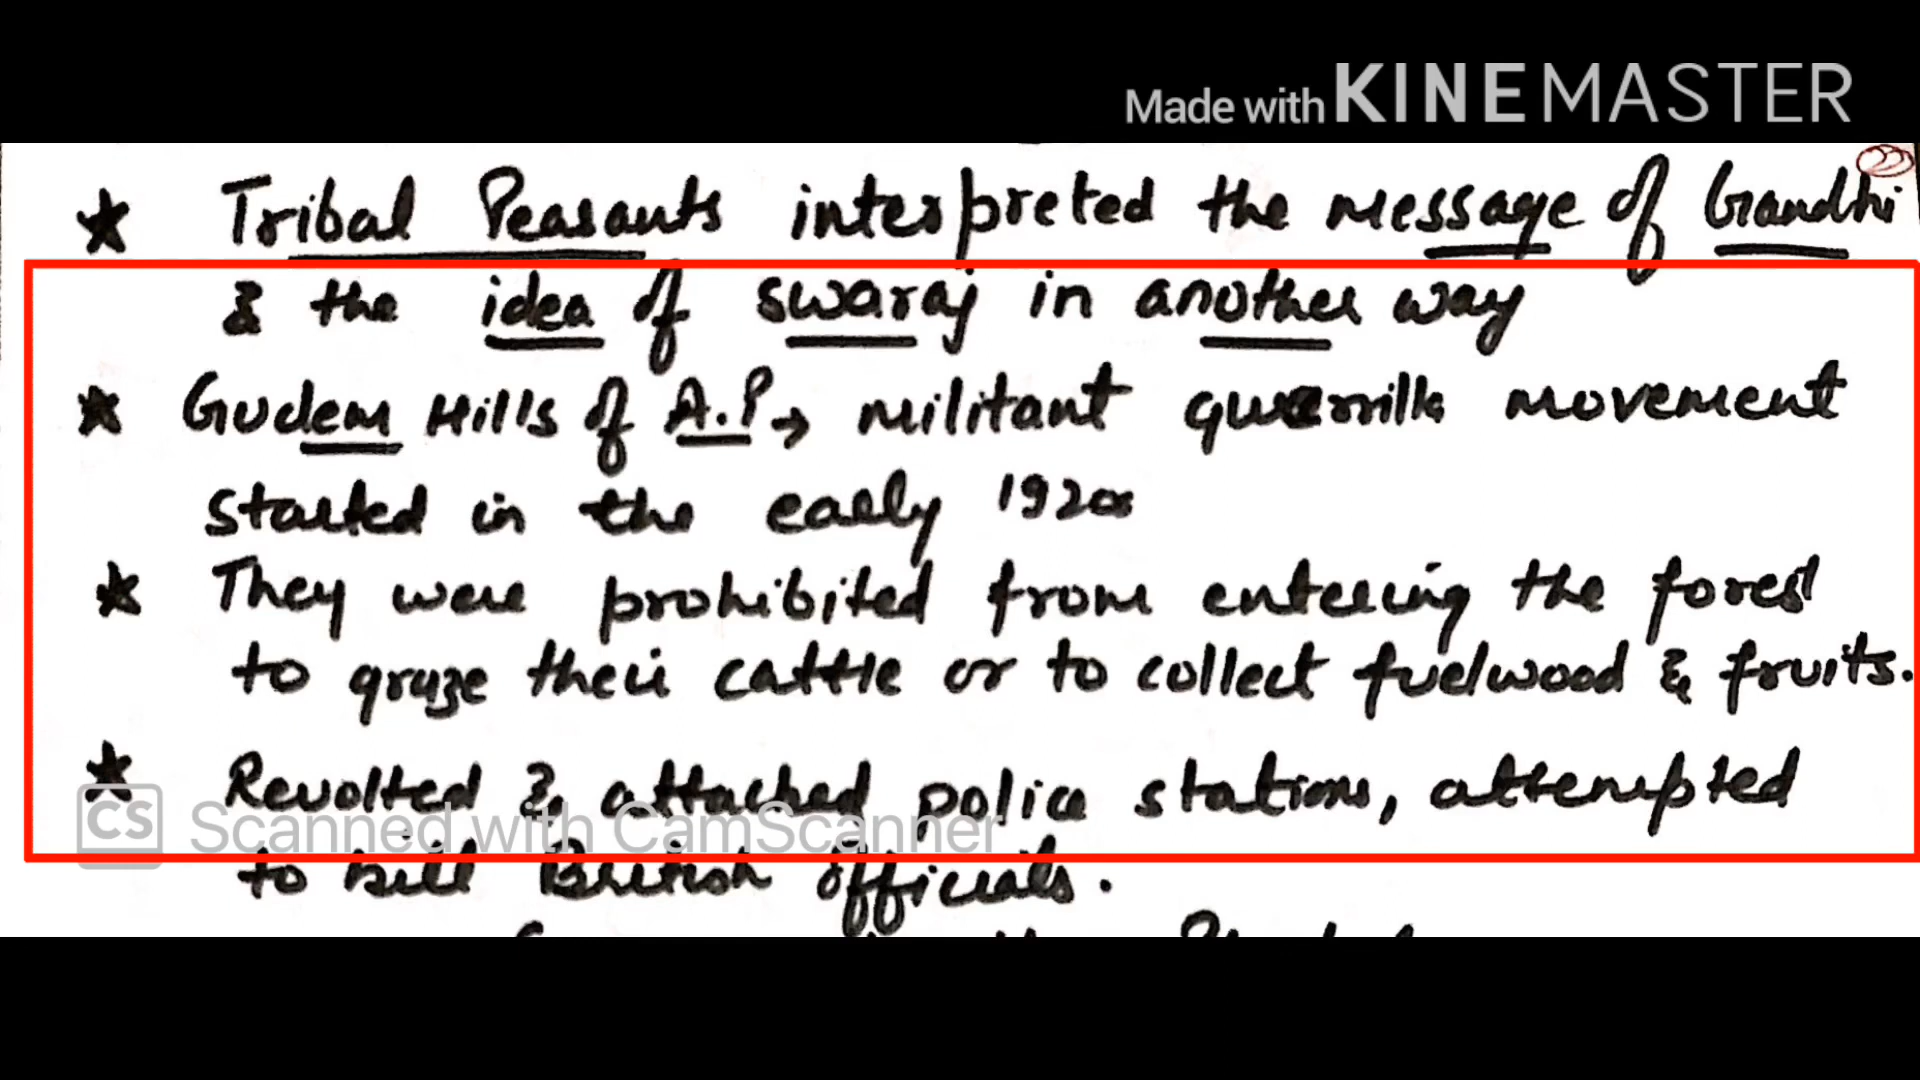 Made with KINEMASTER
★ Tribal Peasants interpreted the message of Gandhi
& the idea of swaraj in another way
★ Gudem Hills of A.P → militant guerrilla movement
started in the early 1920s
★ They were prohibited from entering the forest
to graze their cattle or to collect fuelwood & fruits.
★ Revolted & attached police stations, attempted
CS Scanned with CamScanner
to kill British officials.